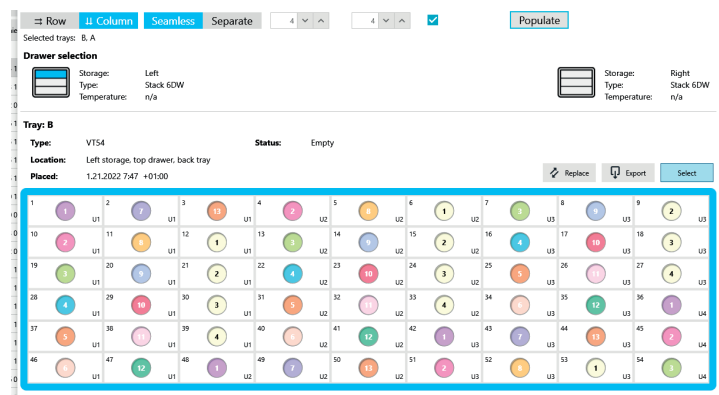 ⇉ Row ⇊ Column Seamless Separate 4 4 Populate
Selected trays: B, A
Drawer selection
Storage: Left
Type: Stack 6DW
Temperature: n/a
Storage: Right
Type: Stack 6DW
Temperature: n/a
Tray: B
Type: VT54 Status: Empty
Location: Left storage, top drawer, back tray
Placed: 1.21.2022 7:47 +01:00 Replace Export Select
1 1 U1 2 7 U1 3 13 U1 4 2 U2 5 8 U2 6 1 U2 7 3 U3 8 9 U3 9 2 U3
10 2 U1 11 8 U1 12 1 U1 13 3 U2 14 9 U2 15 2 U2 16 4 U3 17 10 U3 18 3 U3
19 3 U1 20 9 U1 21 2 U1 22 4 U2 23 10 U2 24 3 U2 25 5 U3 26 11 U3 27 4 U3
28 4 U1 29 10 U1 30 3 U1 31 5 U2 32 11 U2 33 4 U2 34 6 U3 35 12 U3 36 1 U4
37 5 U1 38 11 U1 39 4 U1 40 6 U2 41 12 U2 42 1 U3 43 7 U3 44 13 U3 45 2 U4
46 6 U1 47 12 U1 48 1 U2 49 7 U2 50 13 U2 51 2 U3 52 8 U3 53 1 U3 54 3 U4